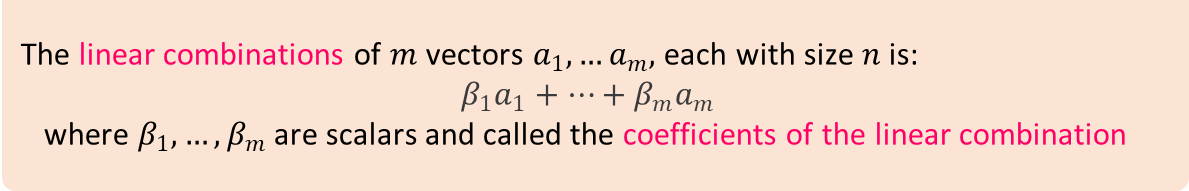 The linear combinations of m vectors a₁, … aₘ, each with size n is:
β₁a₁ + ⋯ + βₘaₘ
where β₁, … , βₘ are scalars and called the coefficients of the linear combination